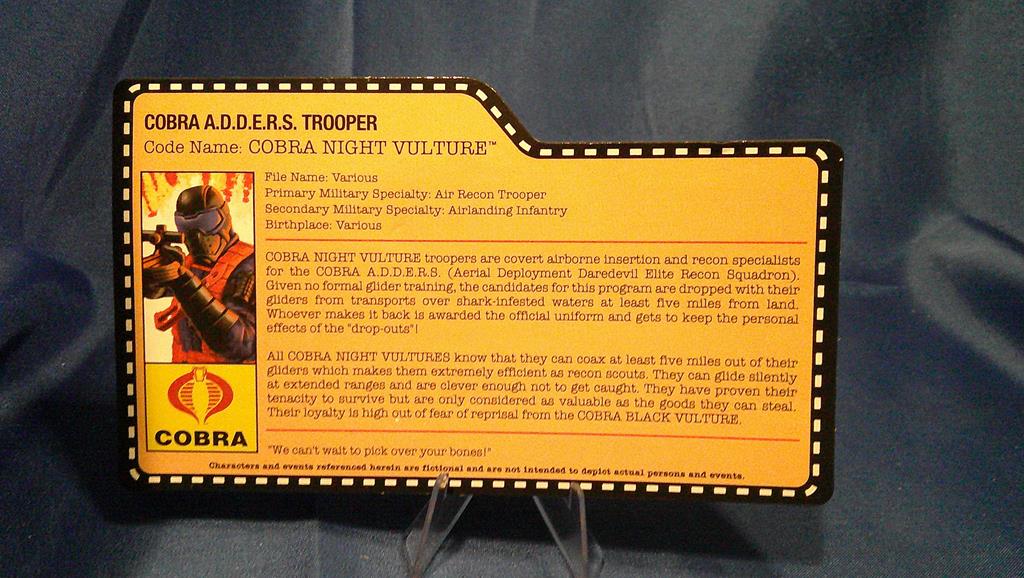 COBRA A.D.D.E.R.S. TROOPER
Code Name: COBRA NIGHT VULTURE™
File Name: Various
Primary Military Specialty: Air Recon Trooper
Secondary Military Specialty: Airlanding Infantry
Birthplace: Various
COBRA NIGHT VULTURE troopers are covert airborne insertion and recon specialists
for the COBRA A.D.D.E.R.S. (Aerial Deployment Daredevil Elite Recon Squadron).
Given no formal glider training, the candidates for this program are dropped with their
gliders from transports over shark-infested waters at least five miles from land.
Whoever makes it back is awarded the official uniform and gets to keep the personal
effects of the "drop-outs"!
All COBRA NIGHT VULTURES know that they can coax at least five miles out of their
gliders which makes them extremely efficient as recon scouts. They can glide silently
at extended ranges and are clever enough not to get caught. They have proven their
tenacity to survive but are only considered as valuable as the goods they can steal.
Their loyalty is high out of fear of reprisal from the COBRA BLACK VULTURE.
COBRA
"We can't wait to pick over your bones!"
Characters and events referenced herein are fictional and are not intended to depict actual persons and events.